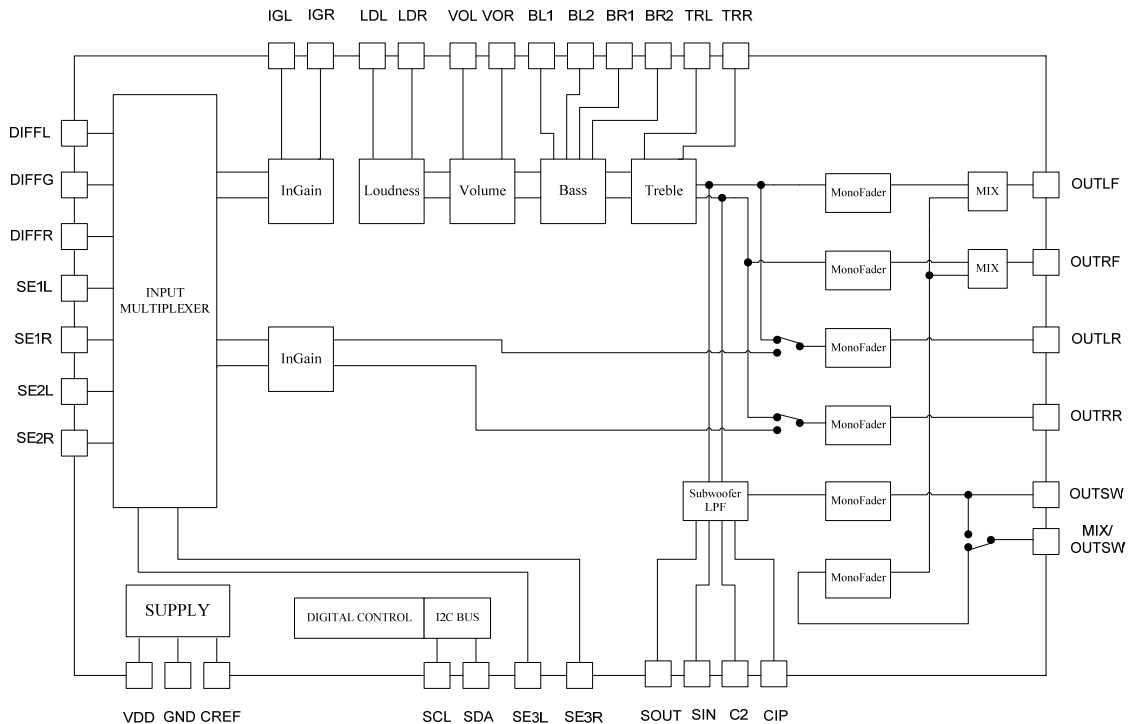 IGL IGR LDL LDR VOL VOR BL1 BL2 BR1 BR2 TRL TRR
DIFFL
DIFFG
DIFFR
SE1L
SE1R
SE2L
SE2R
INPUT
MULTIPLEXER
InGain
Loudness
Volume
Bass
Treble
MonoFader
MIX
OUTLF
MonoFader
MIX
OUTRF
InGain
MonoFader
OUTLR
MonoFader
OUTRR
Subwoofer
LPF
MonoFader
OUTSW
MIX/
OUTSW
MonoFader
SUPPLY
DIGITAL CONTROL
I2C BUS
VDD GND CREF SCL SDA SE3L SE3R SOUT SIN C2 CIP